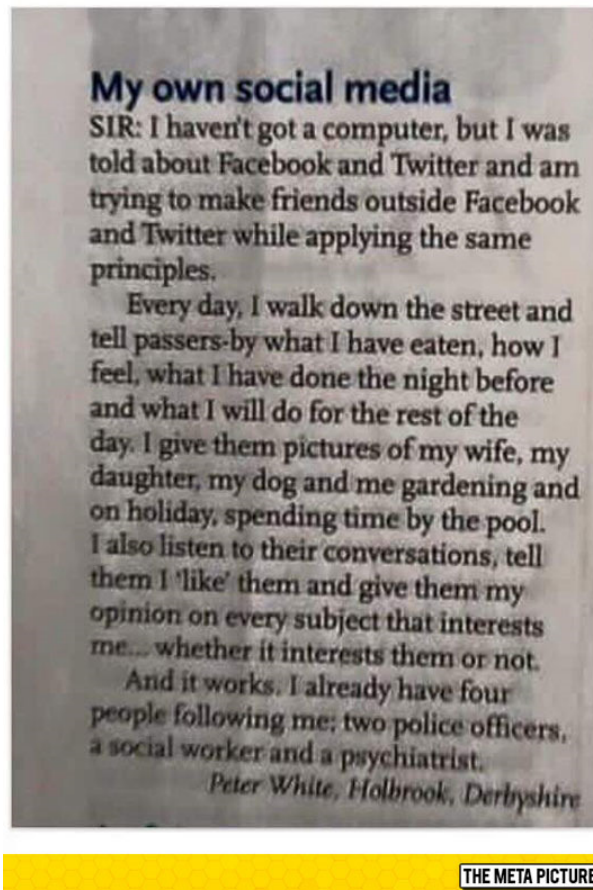 My own social media
SIR: I haven't got a computer, but I was
told about Facebook and Twitter and am
trying to make friends outside Facebook
and Twitter while applying the same
principles.
Every day, I walk down the street and
tell passers-by what I have eaten, how I
feel, what I have done the night before
and what I will do for the rest of the
day. I give them pictures of my wife, my
daughter, my dog and me gardening and
on holiday, spending time by the pool.
I also listen to their conversations, tell
them I 'like' them and give them my
opinion on every subject that interests
me... whether it interests them or not.
And it works. I already have four
people following me; two police officers,
a social worker and a psychiatrist.
Peter White, Holbrook, Derbyshire
THE META PICTURE